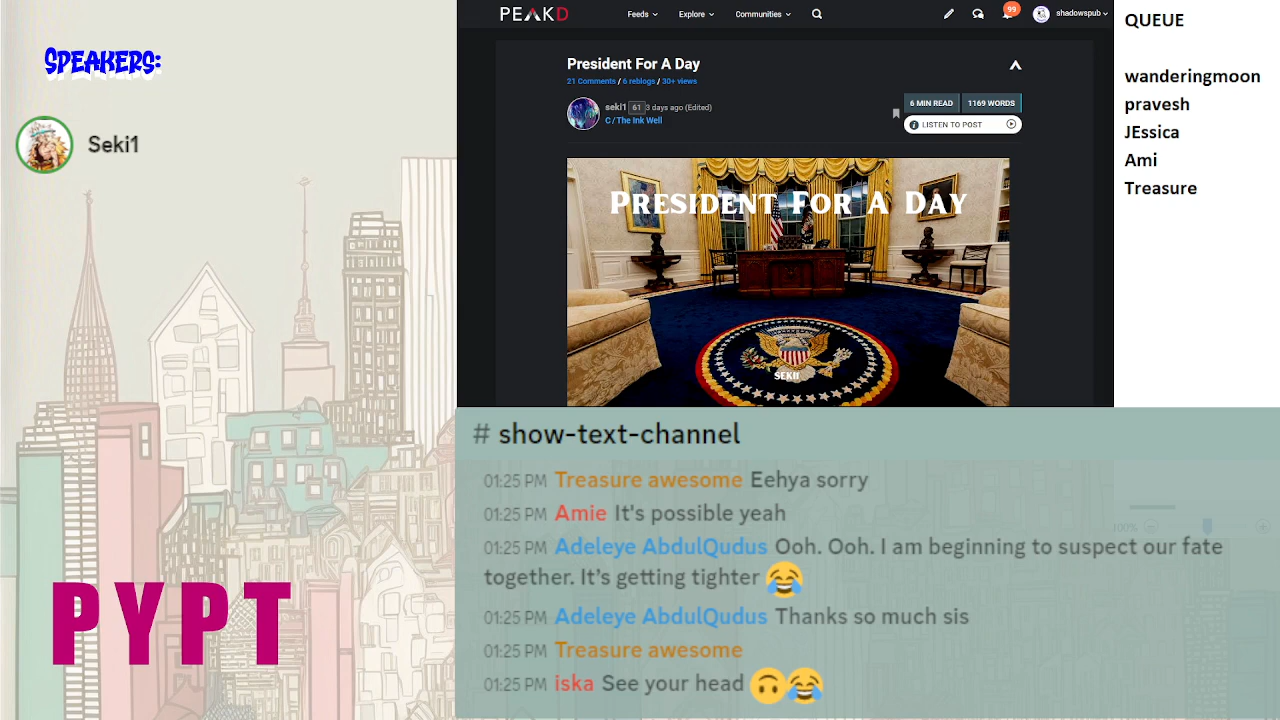 SPEAKERS:
Seki1
PYPT
PEAKD
Feeds
Explore
Communities
99
shadowspub
President For A Day
21 Comments / 6 reblogs / 30+ views
seki1 61 3 days ago (Edited)
C / The Ink Well
6 MIN READ 1169 WORDS
LISTEN TO POST
President For A Day
SEKI1
QUEUE
wanderingmoon
pravesh
JEssica
Ami
Treasure
# show-text-channel
01:25 PM Treasure awesome Eehya sorry
01:25 PM Amie It's possible yeah
01:25 PM Adeleye AbdulQudus Ooh. Ooh. I am beginning to suspect our fate
together. It's getting tighter 😂
01:25 PM Adeleye AbdulQudus Thanks so much sis
01:25 PM Treasure awesome
01:25 PM iska See your head 🙃😂
100%